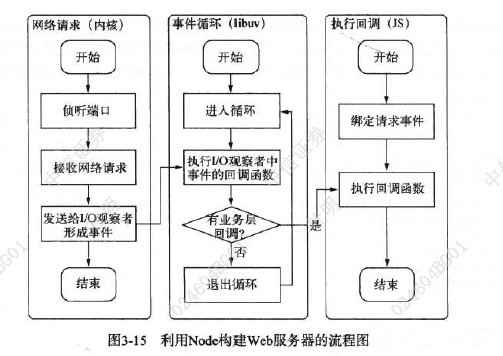 网络请求（内核）
开始
侦听端口
接收网络请求
发送给I/O观察者
形成事件
结束
事件循环（libuv）
开始
进入循环
执行I/O观察者中
事件的回调函数
有业务层
回调?
是
否
退出循环
执行回调（JS）
开始
绑定请求事件
执行回调函数
结束
图3-15 利用Node构建Web服务器的流程图
024604BG01